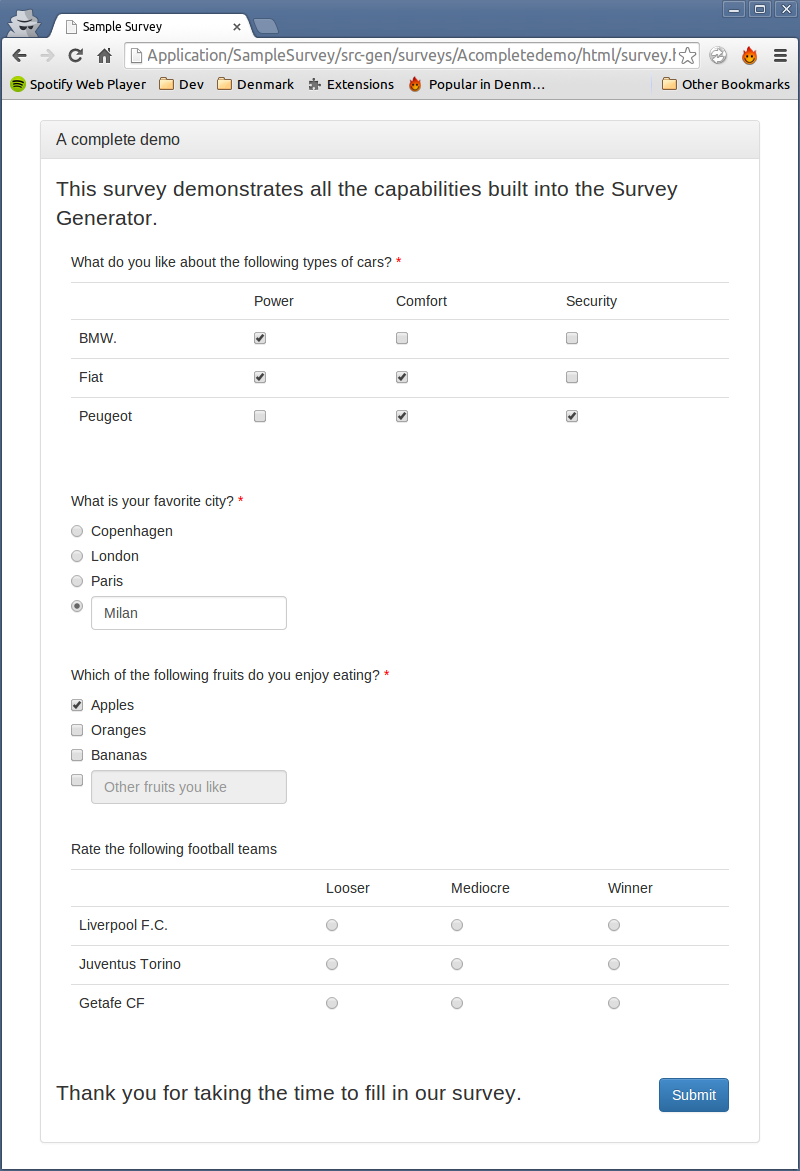 Sample Survey
Application/SampleSurvey/src-gen/surveys/Acompletedemo/html/survey.h
Spotify Web Player Dev Denmark Extensions Popular in Denm... Other Bookmarks
A complete demo
This survey demonstrates all the capabilities built into the Survey
Generator.
What do you like about the following types of cars? *
Power Comfort Security
BMW.
Fiat
Peugeot
What is your favorite city? *
Copenhagen
London
Paris
Milan
Which of the following fruits do you enjoy eating? *
Apples
Oranges
Bananas
Other fruits you like
Rate the following football teams
Looser Mediocre Winner
Liverpool F.C.
Juventus Torino
Getafe CF
Thank you for taking the time to fill in our survey.
Submit